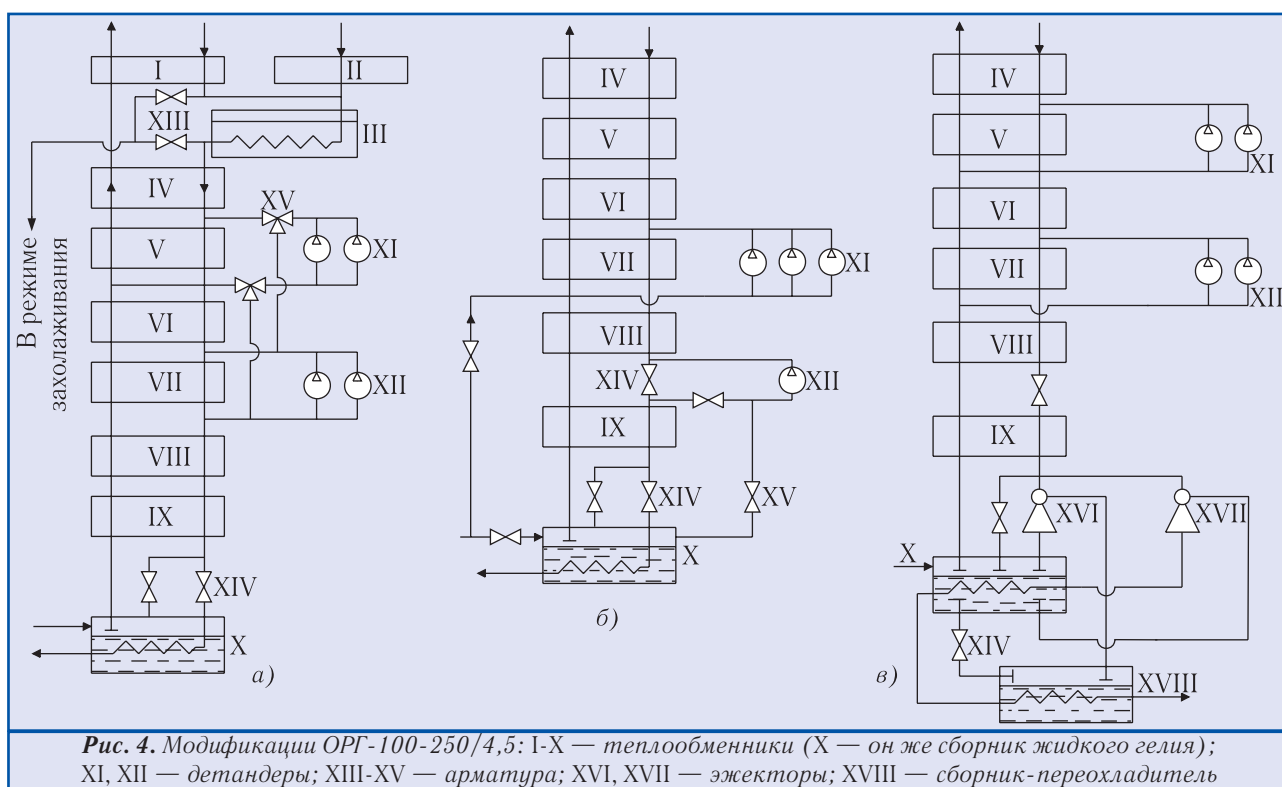 I
II
XIII
III
IV
XV
V
XI
VI
VII
XII
VIII
IX
XIV
X
В режиме
захолаживания
а)
IV
V
VI
VII
XI
VIII
XIV
XII
IX
XIV
XV
X
б)
IV
V
XI
VI
VII
XII
VIII
IX
XVI
XVII
X
XIV
XVIII
в)
Рис. 4. Модификации ОРГ-100-250/4,5: I-X — теплообменники (X — он же сборник жидкого гелия);
XI, XII — детандеры; XIII-XV — арматура; XVI, XVII — эжекторы; XVIII — сборник-переохладитель